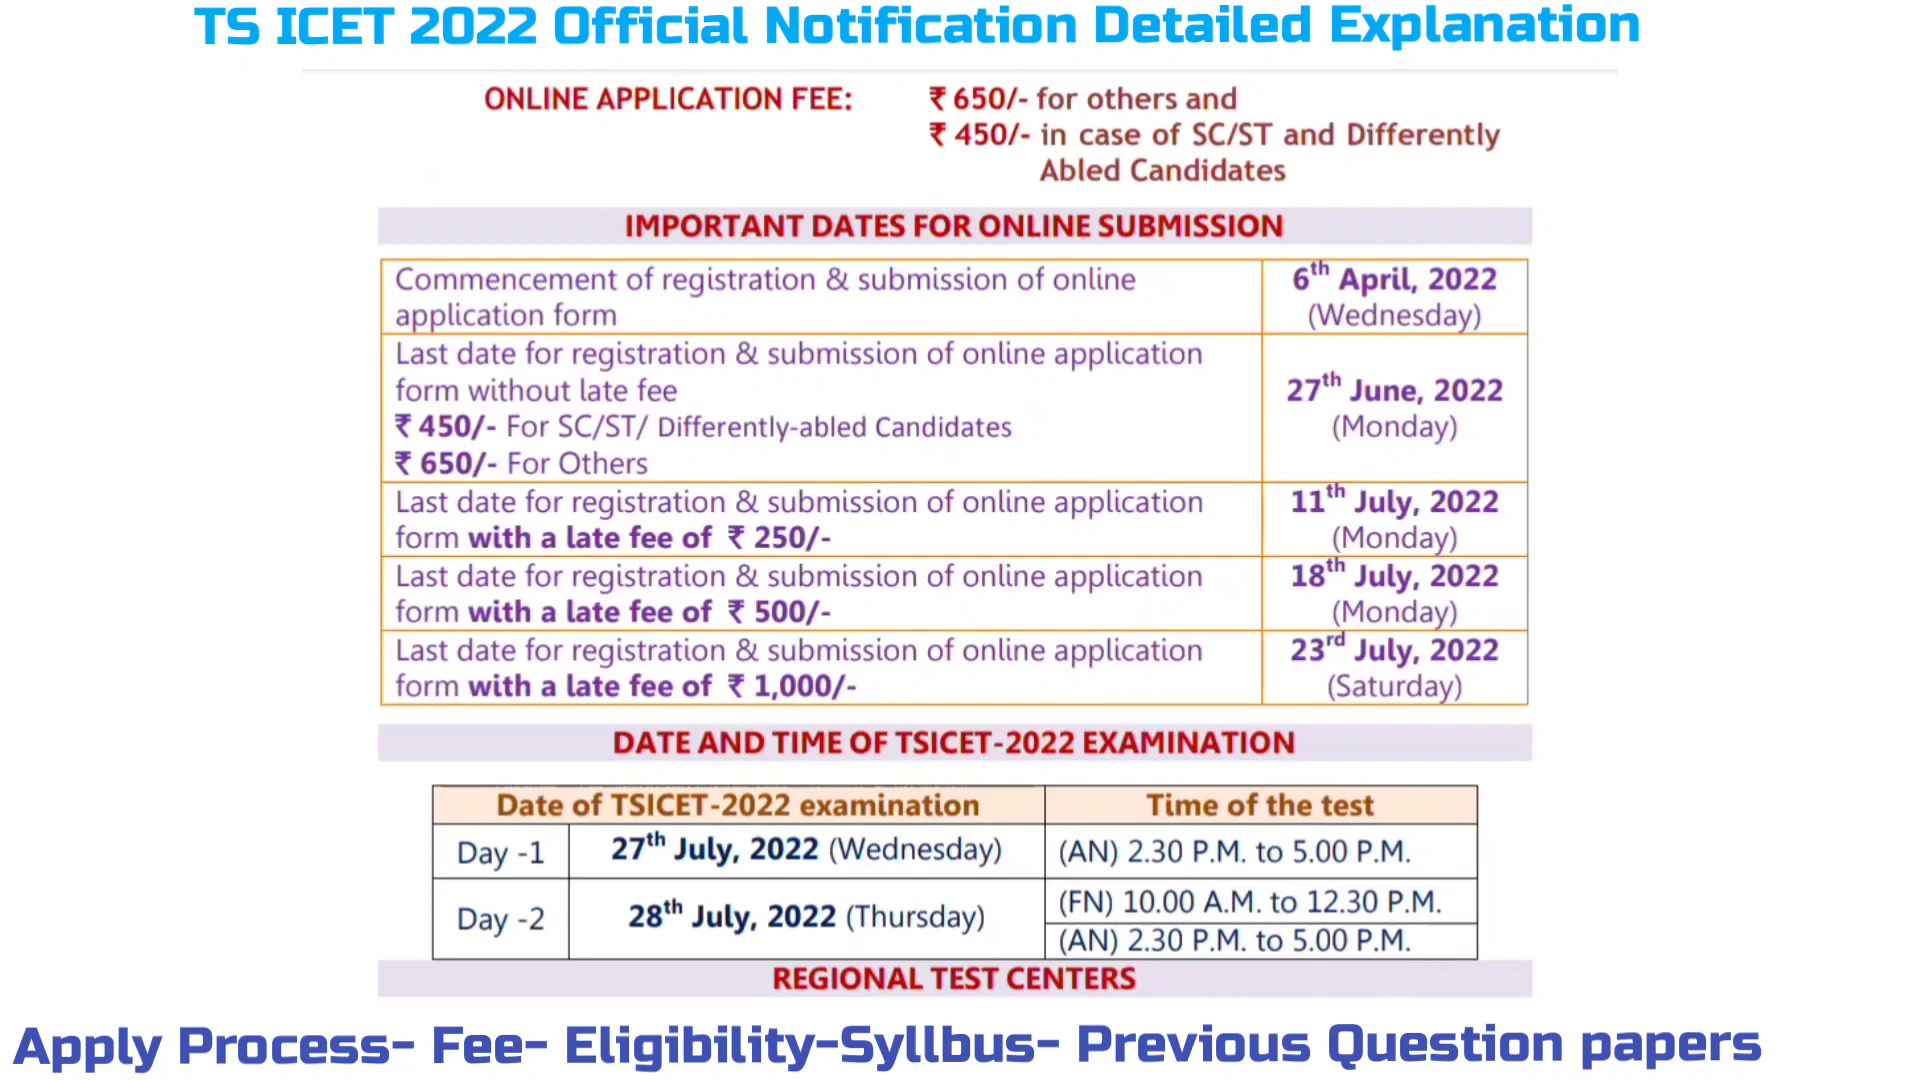 TS ICET 2022 Official Notification Detailed Explanation
ONLINE APPLICATION FEE: ₹ 650/- for others and
₹ 450/- in case of SC/ST and Differently
Abled Candidates
IMPORTANT DATES FOR ONLINE SUBMISSION
Commencement of registration & submission of online
application form
6th April, 2022
(Wednesday)
Last date for registration & submission of online application
form without late fee
₹ 450/- For SC/ST/ Differently-abled Candidates
₹ 650/- For Others
27th June, 2022
(Monday)
Last date for registration & submission of online application
form with a late fee of ₹ 250/-
11th July, 2022
(Monday)
Last date for registration & submission of online application
form with a late fee of ₹ 500/-
18th July, 2022
(Monday)
Last date for registration & submission of online application
form with a late fee of ₹ 1,000/-
23rd July, 2022
(Saturday)
DATE AND TIME OF TSICET-2022 EXAMINATION
Date of TSICET-2022 examination Time of the test
Day -1 27th July, 2022 (Wednesday) (AN) 2.30 P.M. to 5.00 P.M.
Day -2 28th July, 2022 (Thursday) (FN) 10.00 A.M. to 12.30 P.M.
(AN) 2.30 P.M. to 5.00 P.M.
REGIONAL TEST CENTERS
Apply Process- Fee- Eligibility-Syllbus- Previous Question papers